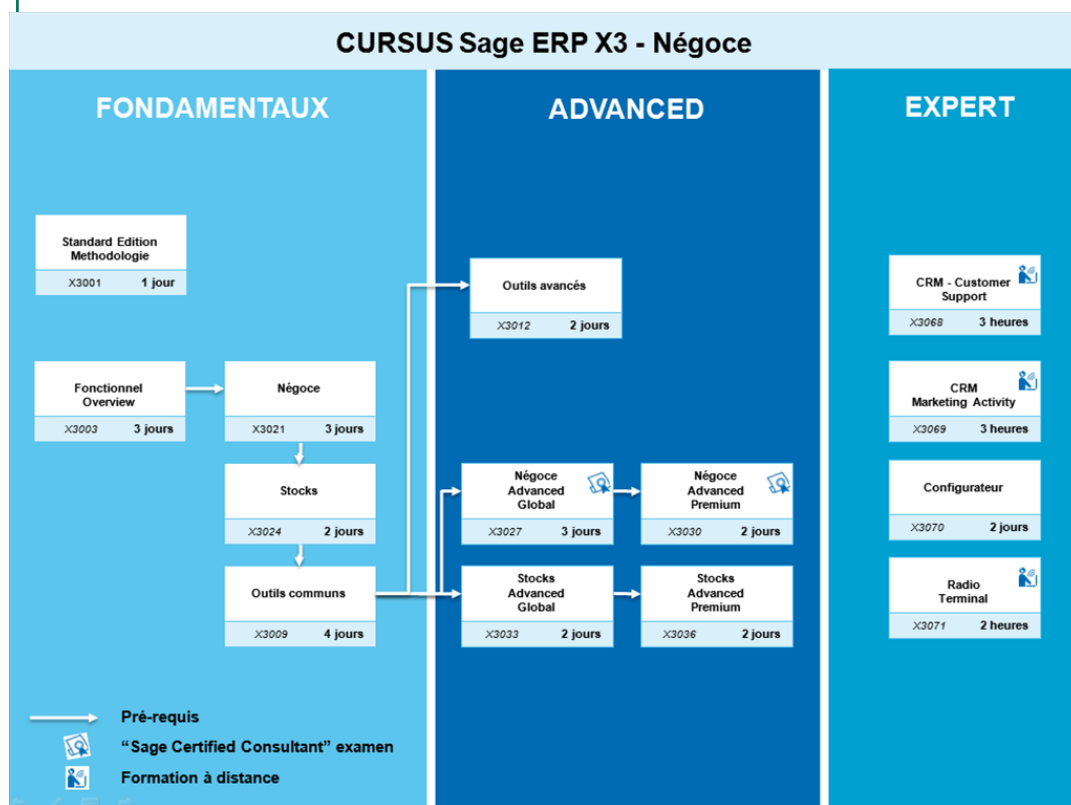 CURSUS Sage ERP X3 - Négoce
FONDAMENTAUX
Standard Edition
Methodologie
X3001 1 jour
Fonctionnel
Overview
X3003 3 jours
Négoce
X3021 3 jours
Stocks
X3024 2 jours
Outils communs
X3009 4 jours
ADVANCED
Outils avancés
X3012 2 jours
Négoce
Advanced
Global
X3027 3 jours
Négoce
Advanced
Premium
X3030 2 jours
Stocks
Advanced
Global
X3033 2 jours
Stocks
Advanced
Premium
X3036 2 jours
EXPERT
CRM - Customer
Support
X3068 3 heures
CRM
Marketing Activity
X3069 3 heures
Configurateur
X3070 2 jours
Radio
Terminal
X3071 2 heures
Pré-requis
“Sage Certified Consultant” examen
Formation à distance